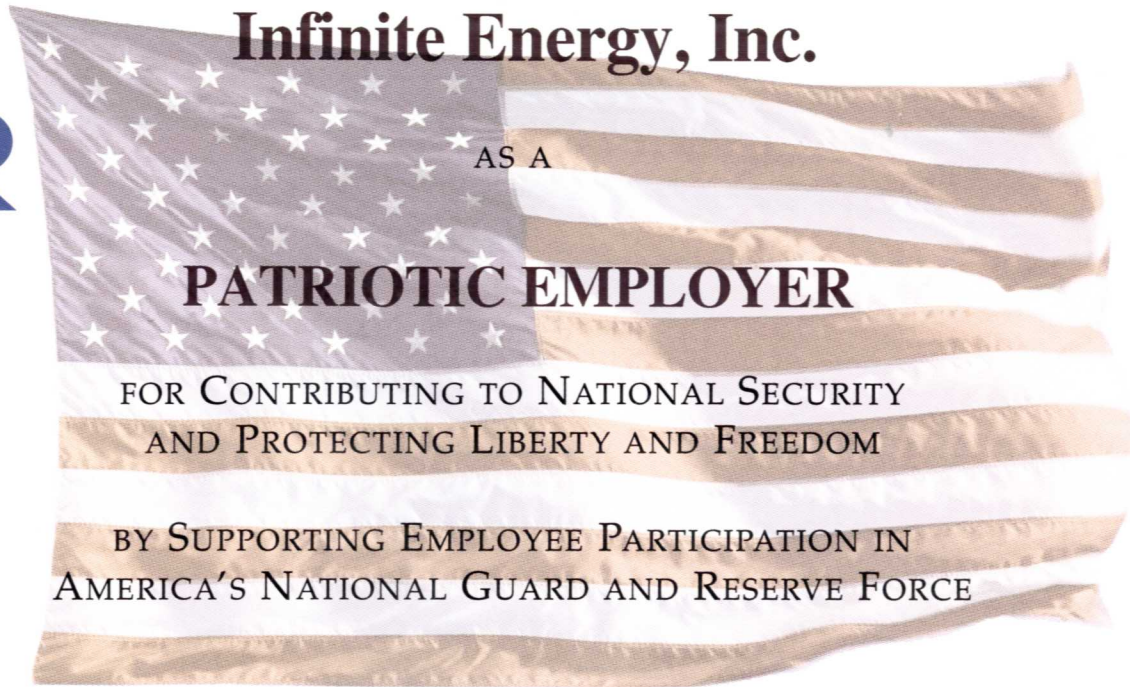 Infinite Energy, Inc.
AS A
PATRIOTIC EMPLOYER
FOR CONTRIBUTING TO NATIONAL SECURITY
AND PROTECTING LIBERTY AND FREEDOM
BY SUPPORTING EMPLOYEE PARTICIPATION IN
AMERICA'S NATIONAL GUARD AND RESERVE FORCE